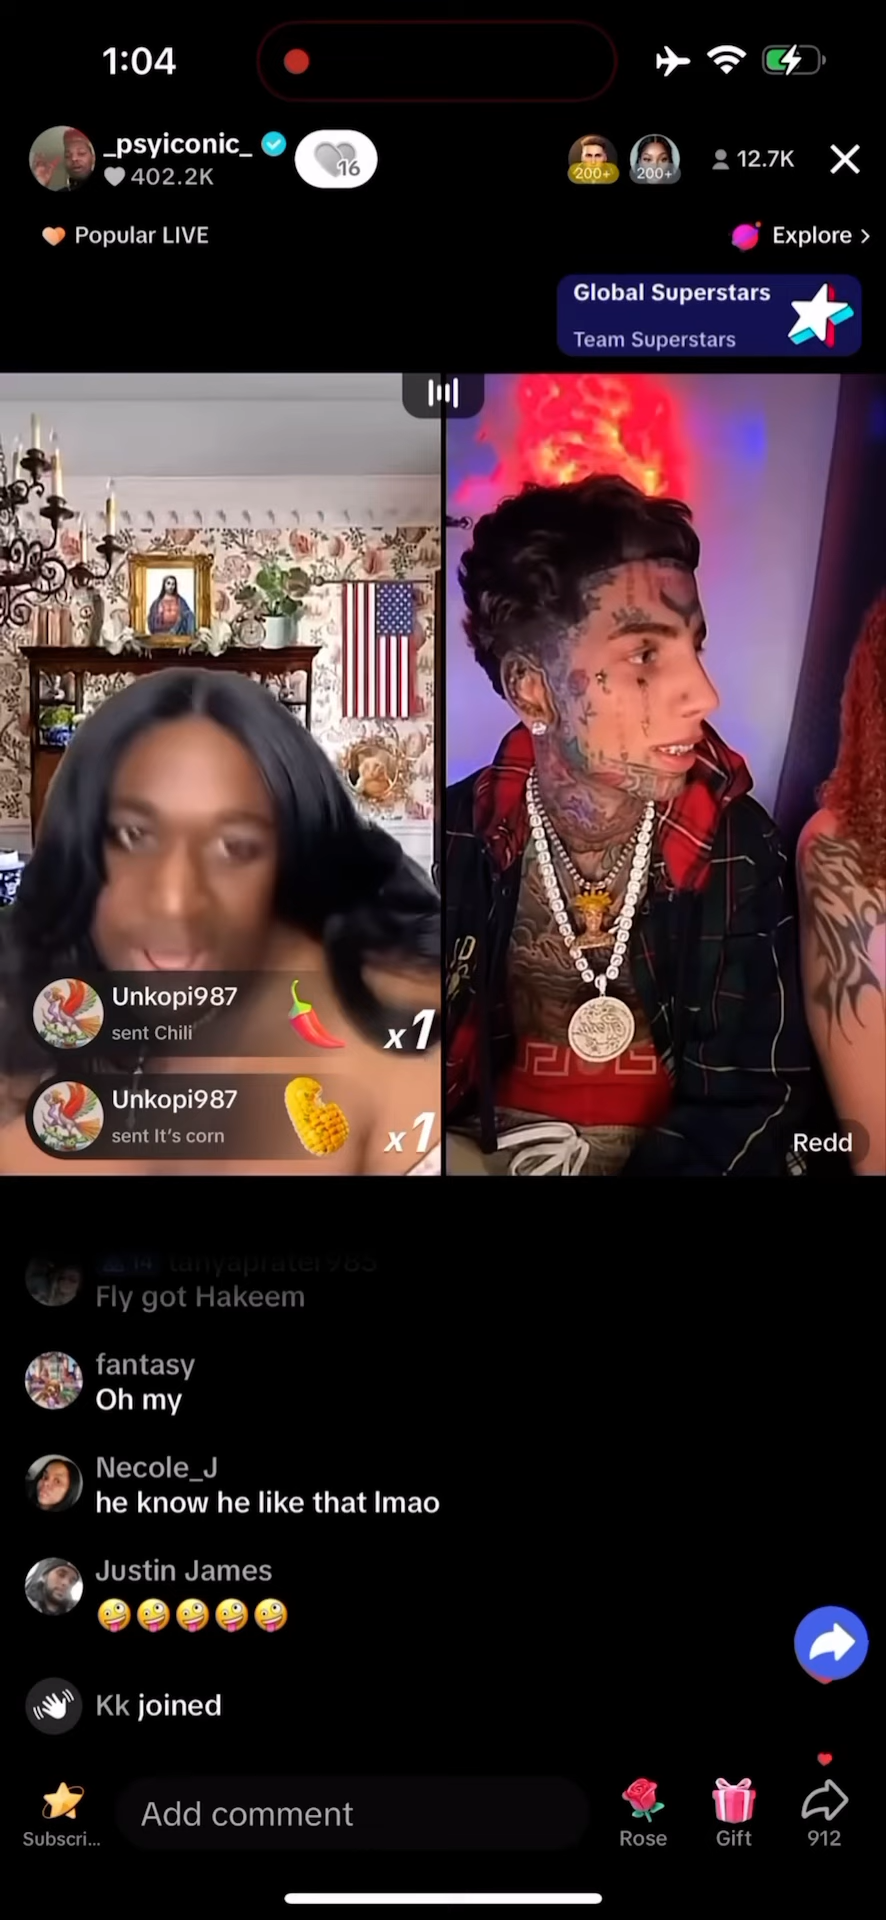 1:04
_psyiconic_
402.2K
16
200+
200+
12.7K
Popular LIVE
Explore >
Global Superstars
Team Superstars
Unkopi987
sent Chili
x1
Unkopi987
sent It's corn
x1
Redd
14 tanyaprater985
Fly got Hakeem
fantasy
Oh my
Necole_J
he know he like that lmao
Justin James
🤪🤪🤪🤪🤪
Kk joined
Subscri...
Add comment
Rose
Gift
912